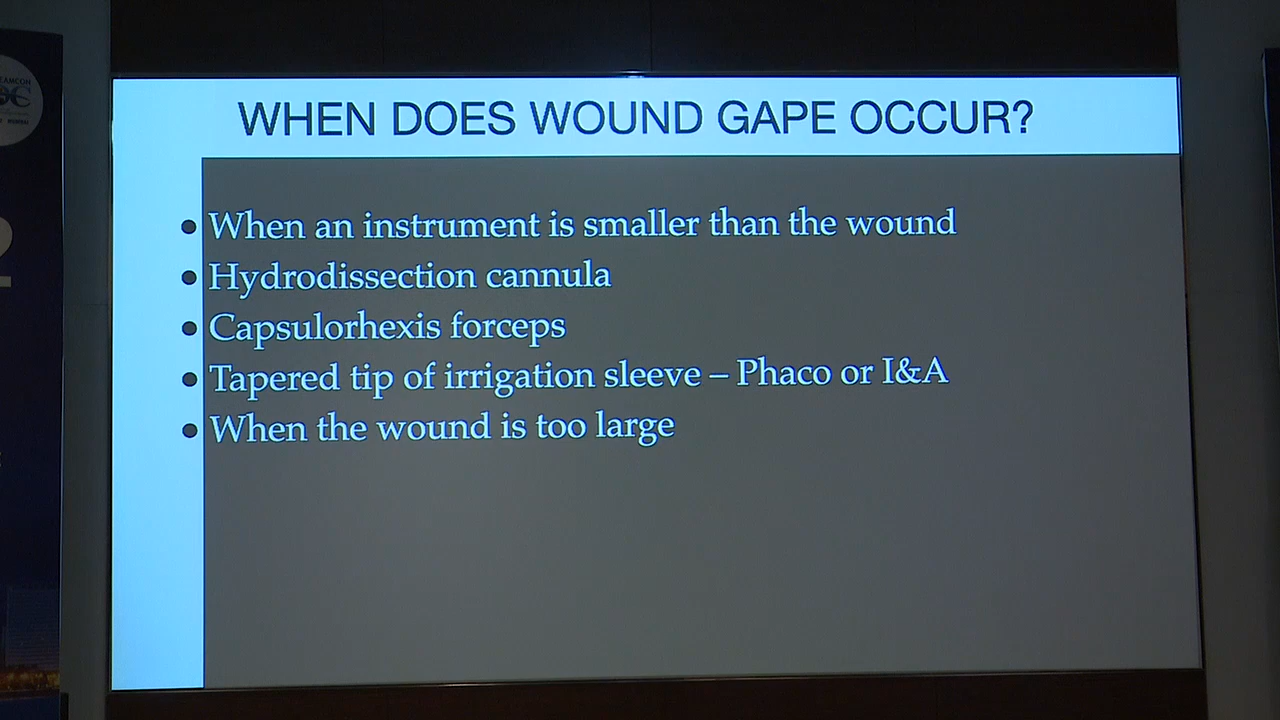 WHEN DOES WOUND GAPE OCCUR?
• When an instrument is smaller than the wound
• Hydrodissection cannula
• Capsulorhexis forceps
• Tapered tip of irrigation sleeve – Phaco or I&A
• When the wound is too large
2